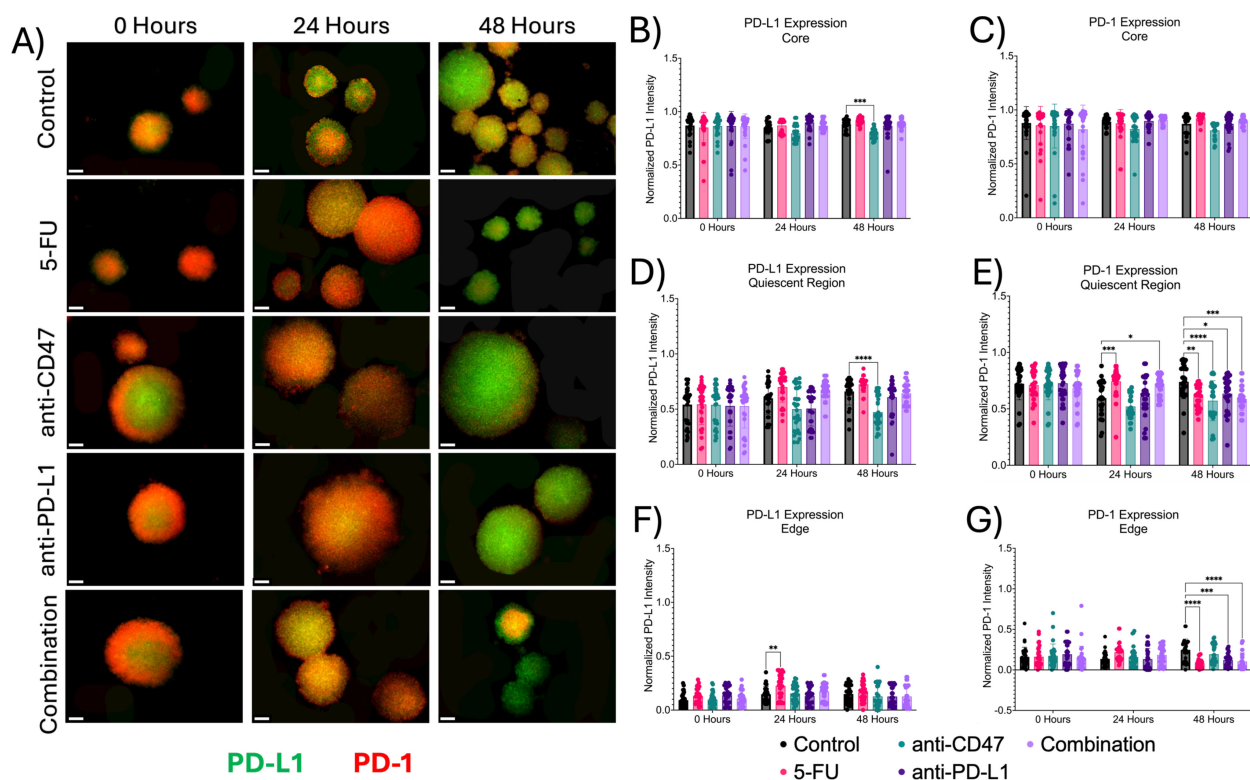 A)
0 Hours
24 Hours
48 Hours
Control
5-FU
anti-CD47
anti-PD-L1
Combination
PD-L1
PD-1
B)
PD-L1 Expression
Core
Normalized PD-L1 Intensity
1.5
1.0
0.5
0.0
***
0 Hours
24 Hours
48 Hours
C)
PD-1 Expression
Core
Normalized PD-1 Intensity
1.5
1.0
0.5
0.0
0 Hours
24 Hours
48 Hours
D)
PD-L1 Expression
Quiescent Region
Normalized PD-L1 Intensity
1.5
1.0
0.5
0.0
****
0 Hours
24 Hours
48 Hours
E)
PD-1 Expression
Quiescent Region
Normalized PD-1 Intensity
1.5
1.0
0.5
0.0
*
***
***
*
****
**
0 Hours
24 Hours
48 Hours
F)
PD-L1 Expression
Edge
Normalized PD-L1 Intensity
1.5
1.0
0.5
0.0
**
0 Hours
24 Hours
48 Hours
G)
PD-1 Expression
Edge
Normalized PD-1 Intensity
1.5
1.0
0.5
0.0
-0.5
****
***
****
0 Hours
24 Hours
48 Hours
Control
anti-CD47
Combination
5-FU
anti-PD-L1